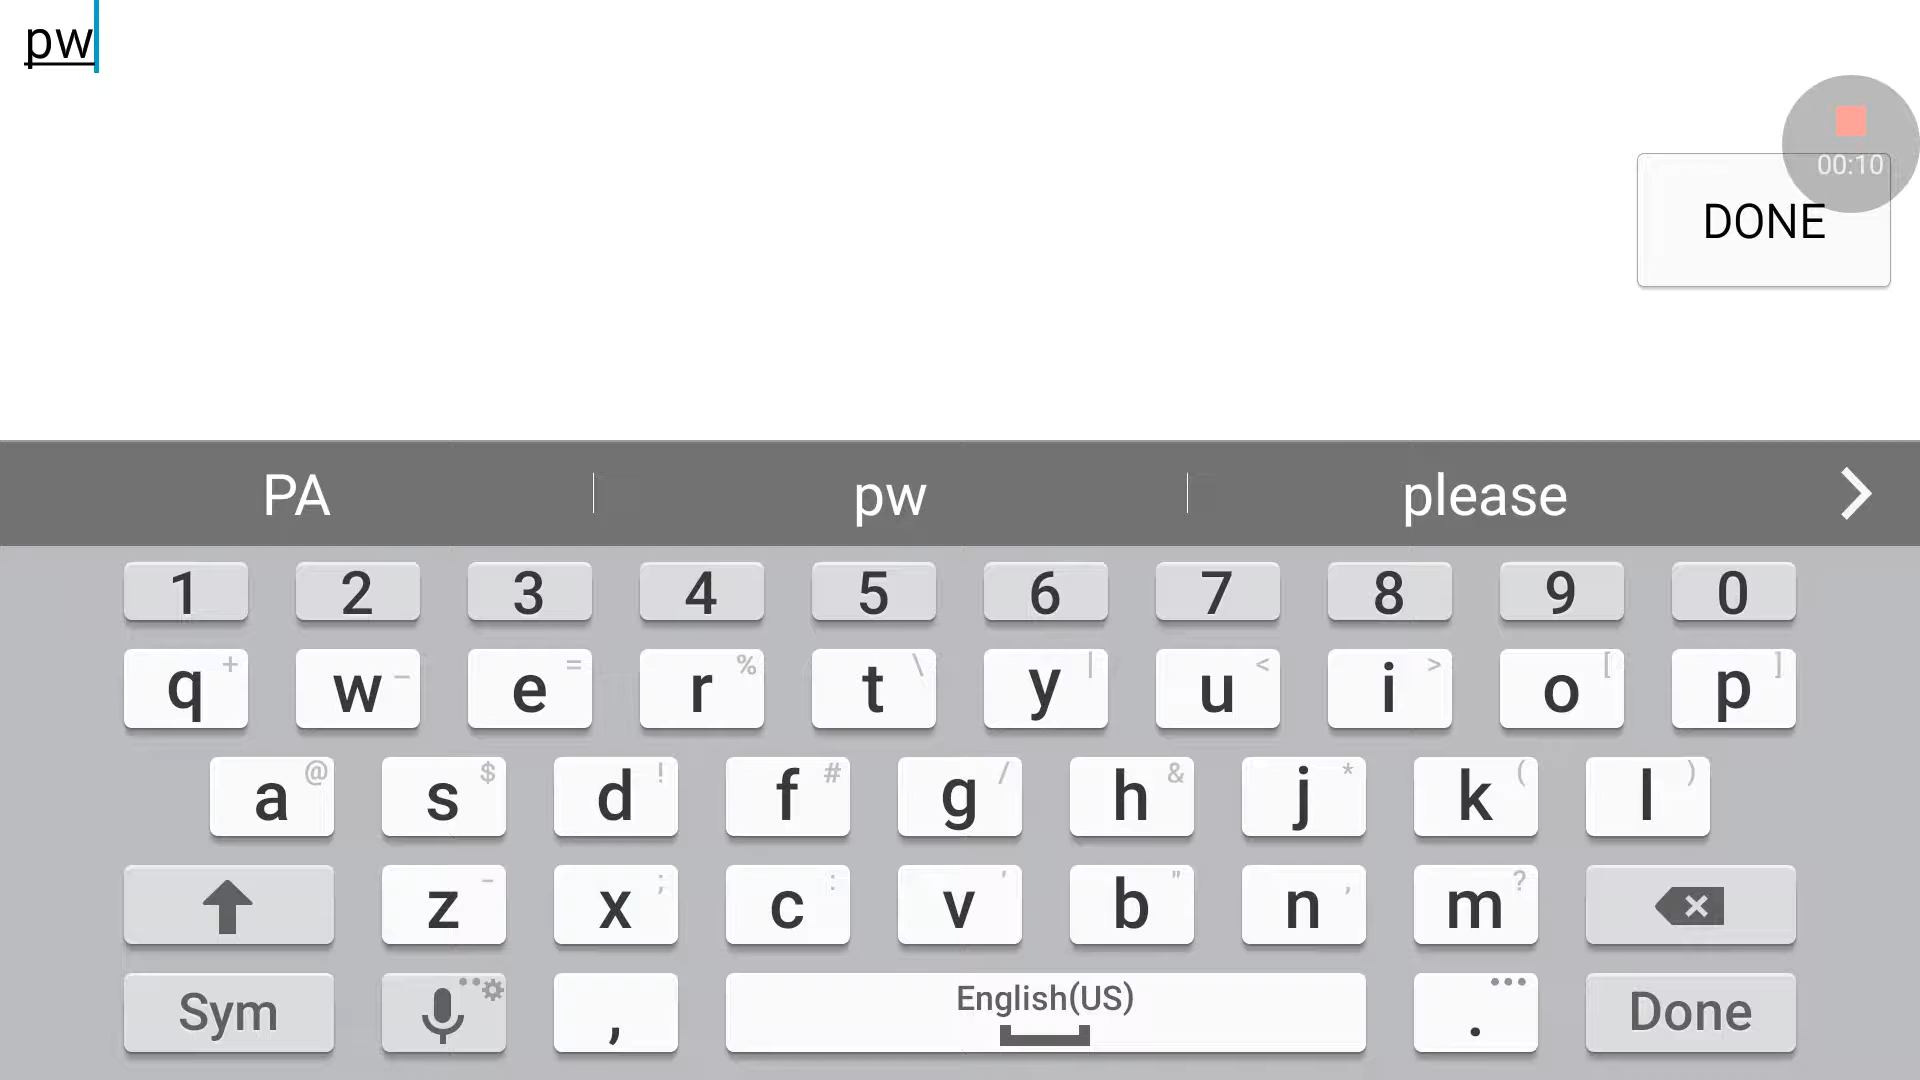 pw
00:10
DONE
PA pw please
1 2 3 4 5 6 7 8 9 0
q + w _ e = r % t \ y | u < i > o [ p ]
a @ s $ d ! f # g / h & j * k ( l )
z - x ; c : v ' b " n , m ?
Sym , English(US) . Done